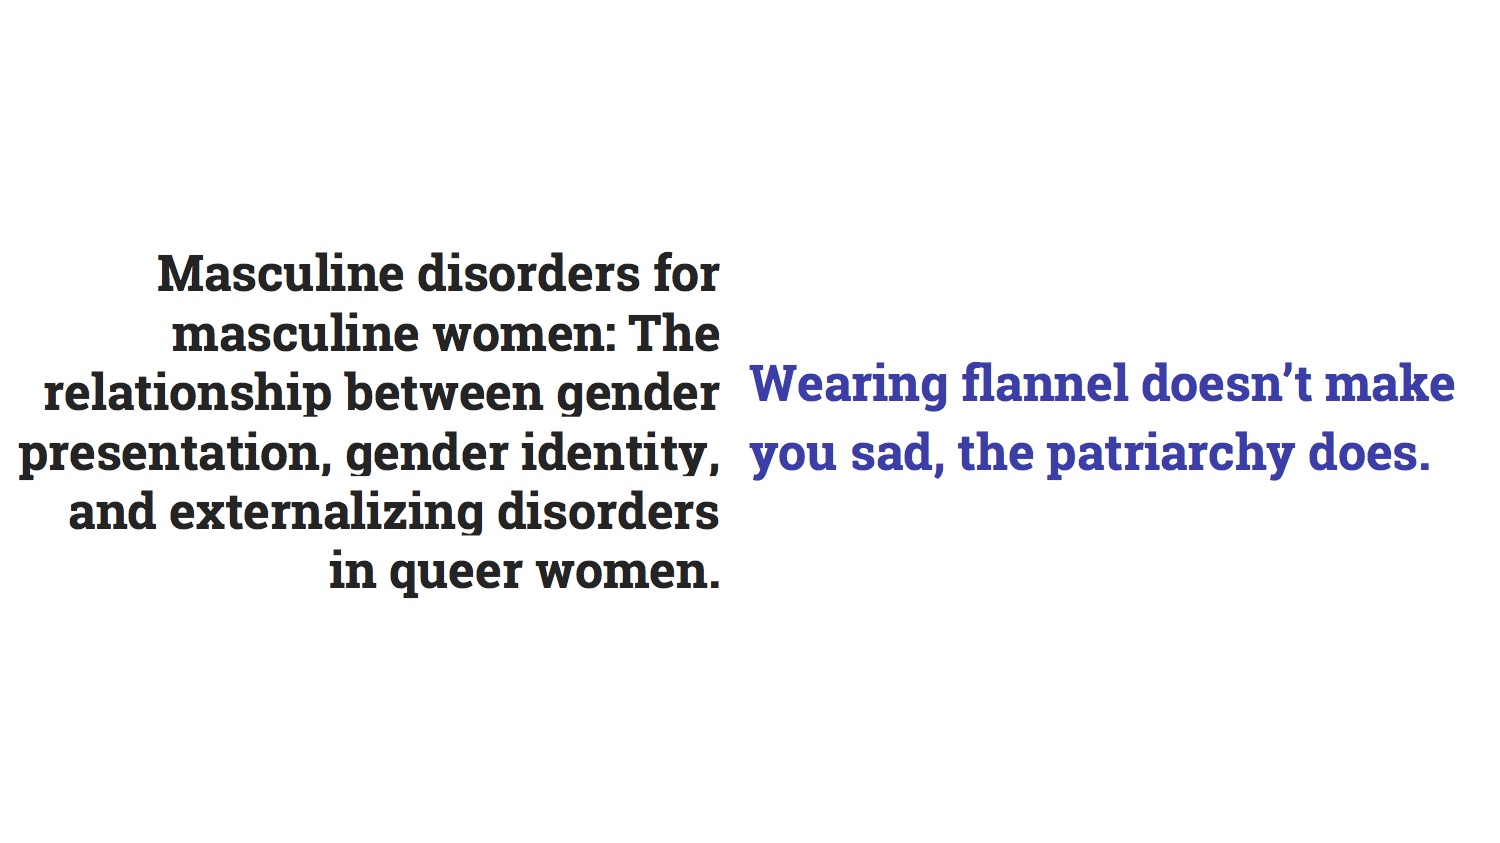 Masculine disorders for
masculine women: The
relationship between gender
presentation, gender identity,
and externalizing disorders
in queer women.
Wearing flannel doesn’t make
you sad, the patriarchy does.